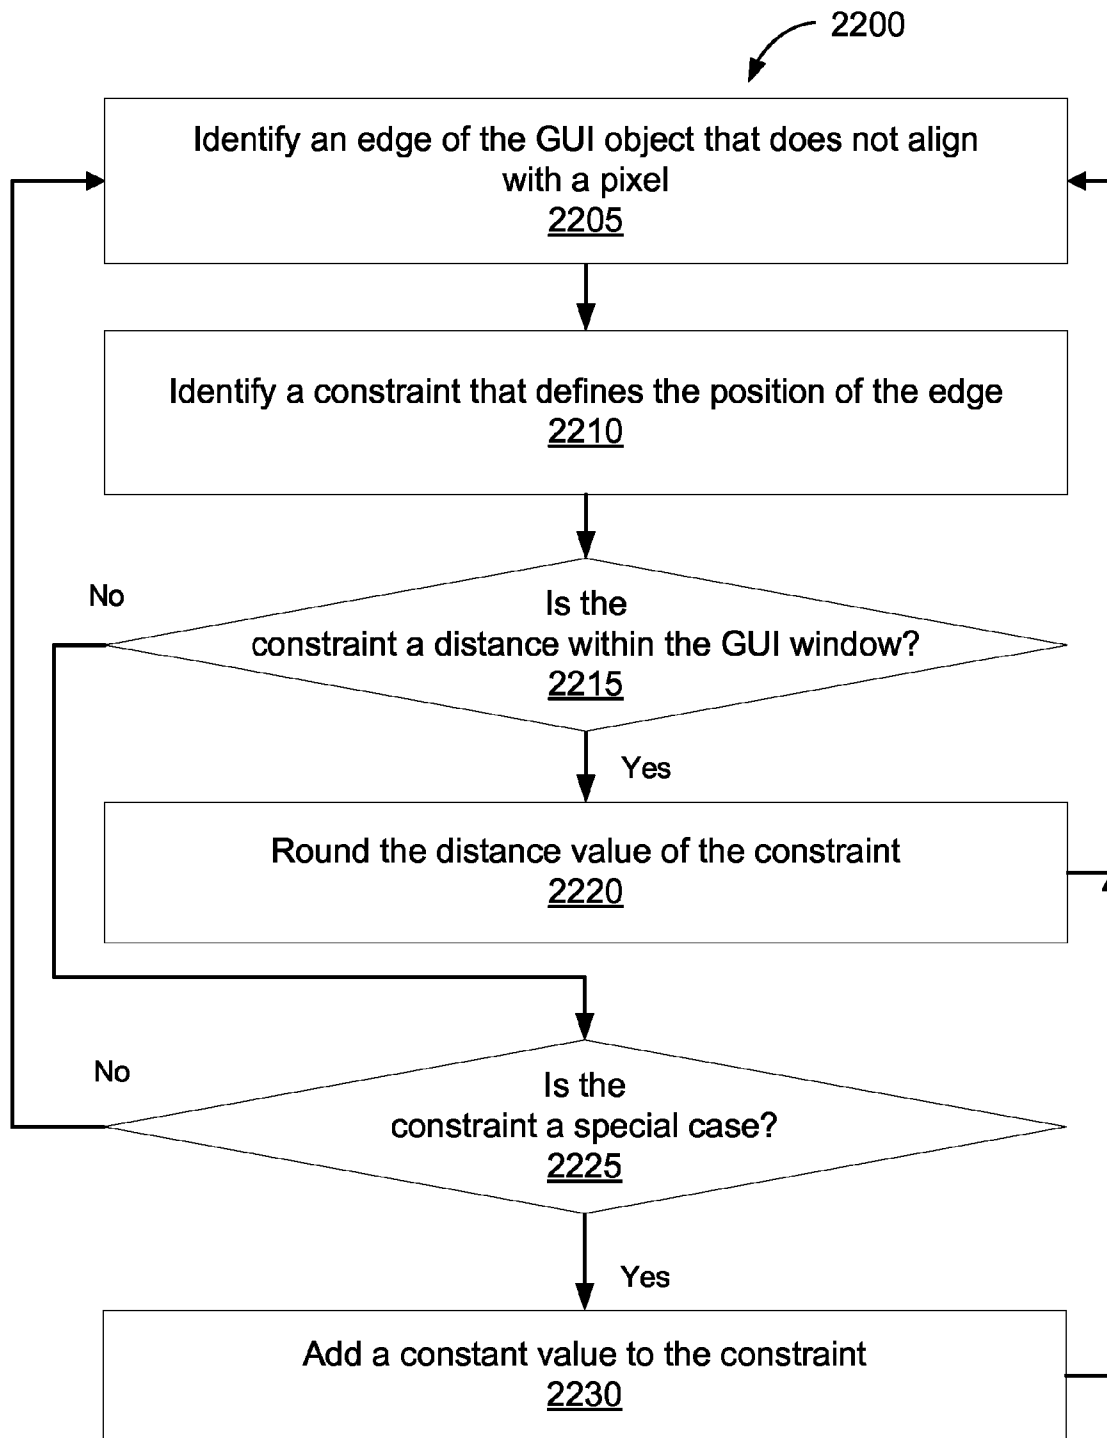 2200
Identify an edge of the GUI object that does not align
with a pixel
2205
Identify a constraint that defines the position of the edge
2210
No
Is the
constraint a distance within the GUI window?
2215
Yes
Round the distance value of the constraint
2220
No
Is the
constraint a special case?
2225
Yes
Add a constant value to the constraint
2230